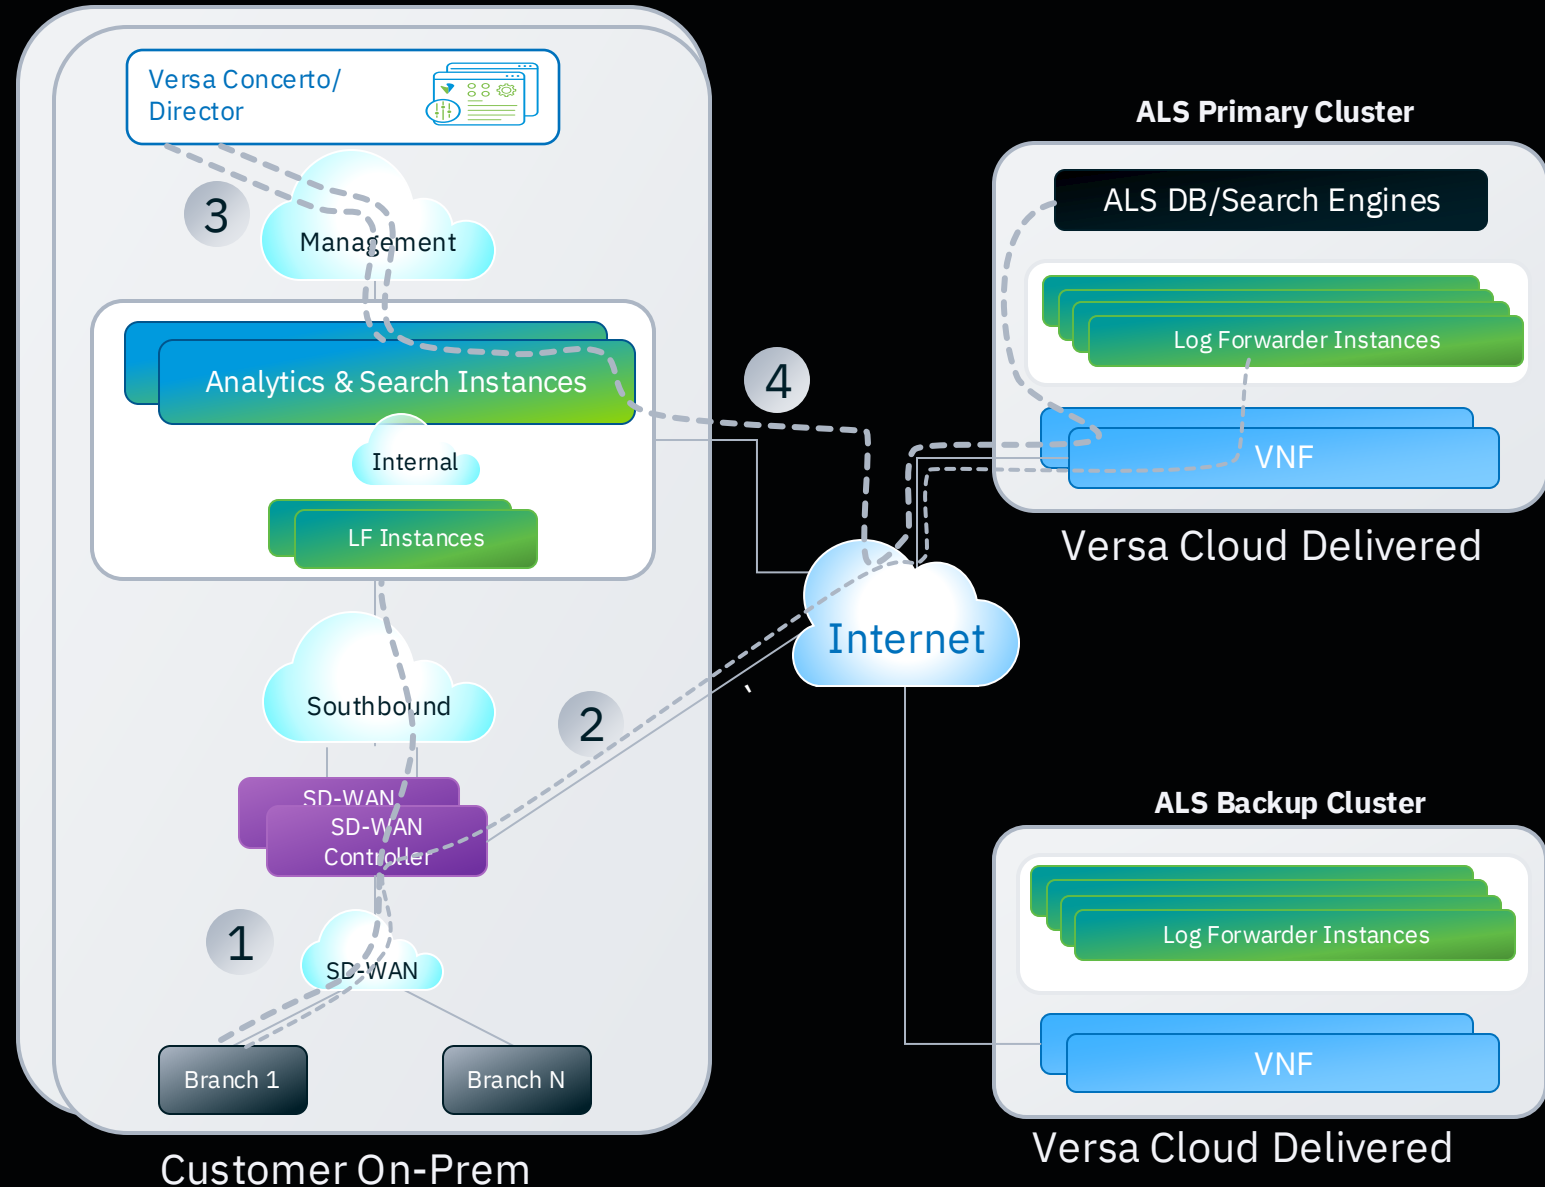 Versa Concerto/
Director
3
Management
Analytics & Search Instances
Internal
LF Instances
Southbound
SD-WAN
SD-WAN
Controller
2
1
SD-WAN
Branch 1
Branch N
Customer On-Prem
4
Internet
ALS Primary Cluster
ALS DB/Search Engines
Log Forwarder Instances
VNF
Versa Cloud Delivered
ALS Backup Cluster
Log Forwarder Instances
VNF
Versa Cloud Delivered